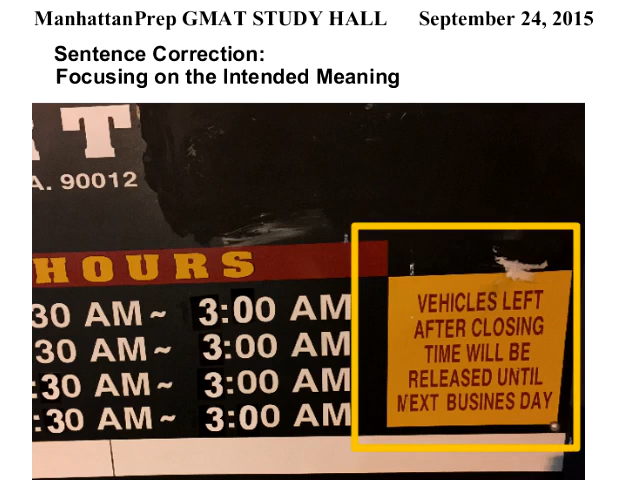 ManhattanPrep GMAT STUDY HALL September 24, 2015
Sentence Correction:
Focusing on the Intended Meaning
RT
A. 90012
HOURS
30 AM~ 3:00 AM
30 AM~ 3:00 AM
:30 AM~ 3:00 AM
:30 AM~ 3:00 AM
VEHICLES LEFT
AFTER CLOSING
TIME WILL BE
RELEASED UNTIL
NEXT BUSINES DAY